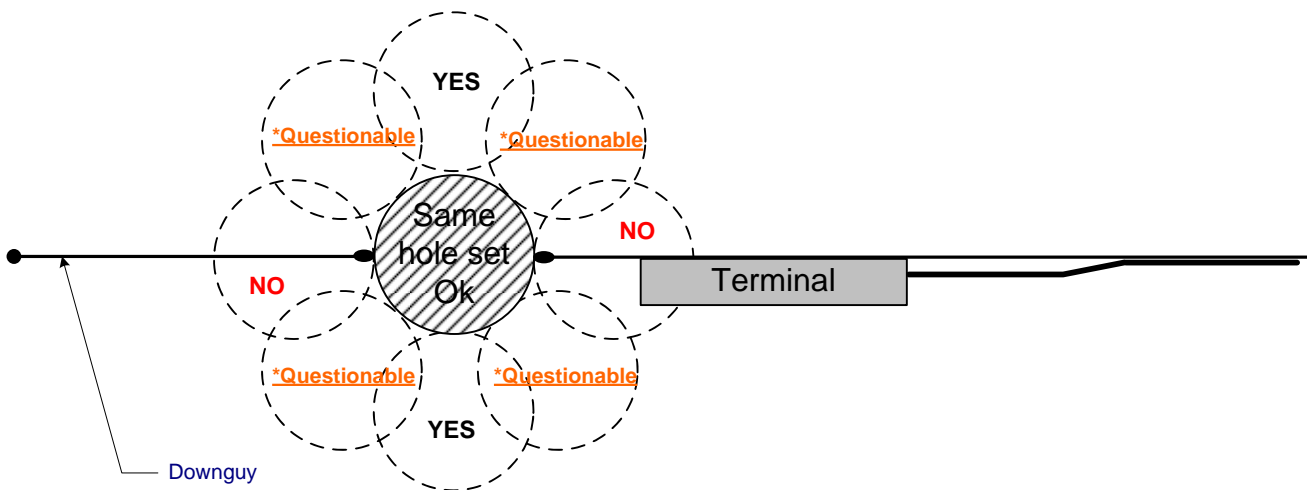 YES
*Questionable
*Questionable
Same
hole set
Ok
NO
NO
Terminal
*Questionable
*Questionable
YES
Downguy